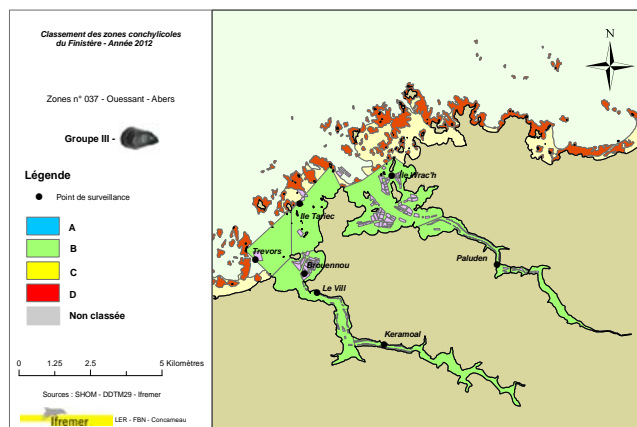 Classement des zones conchylicoles
du Finistère - Année 2012
Zones n° 037 - Ouessant - Abers
Groupe III -
Légende
Point de surveillance
A
B
C
D
Non classée
0 1.25 2.5 5 Kilomètres
Sources : SHOM - DDTM29 - Ifremer
Ifremer
LER - FBN - Concarneau
N
Ile Wrac'h
Ile Tariec
Trevors
Brouennou
Paluden
Le Vill
Keramoal